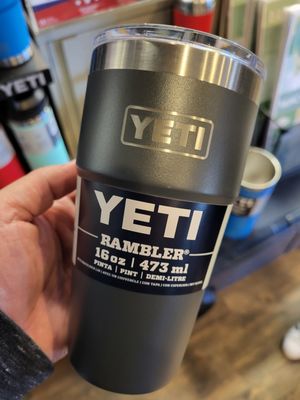 YETI
YETI
YETI
RAMBLER®
16 oz | 473 ml
PINTA | PINT | DEMI-LITRE